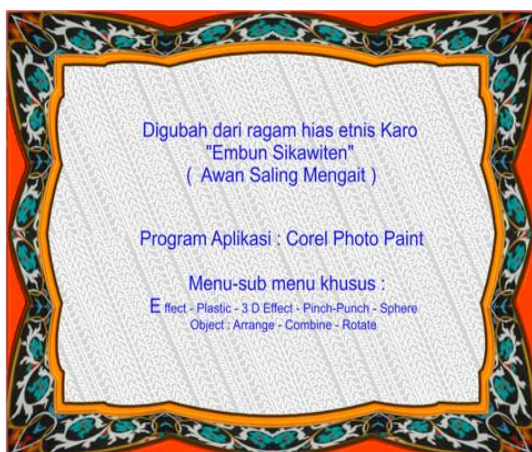 Digubah dari ragam hias etnis Karo
"Embun Sikawiten"
( Awan Saling Mengait )
Program Aplikasi : Corel Photo Paint
Menu-sub menu khusus :
E ffect - Plastic - 3 D Effect - Pinch-Punch - Sphere
Object : Arrange - Combine - Rotate